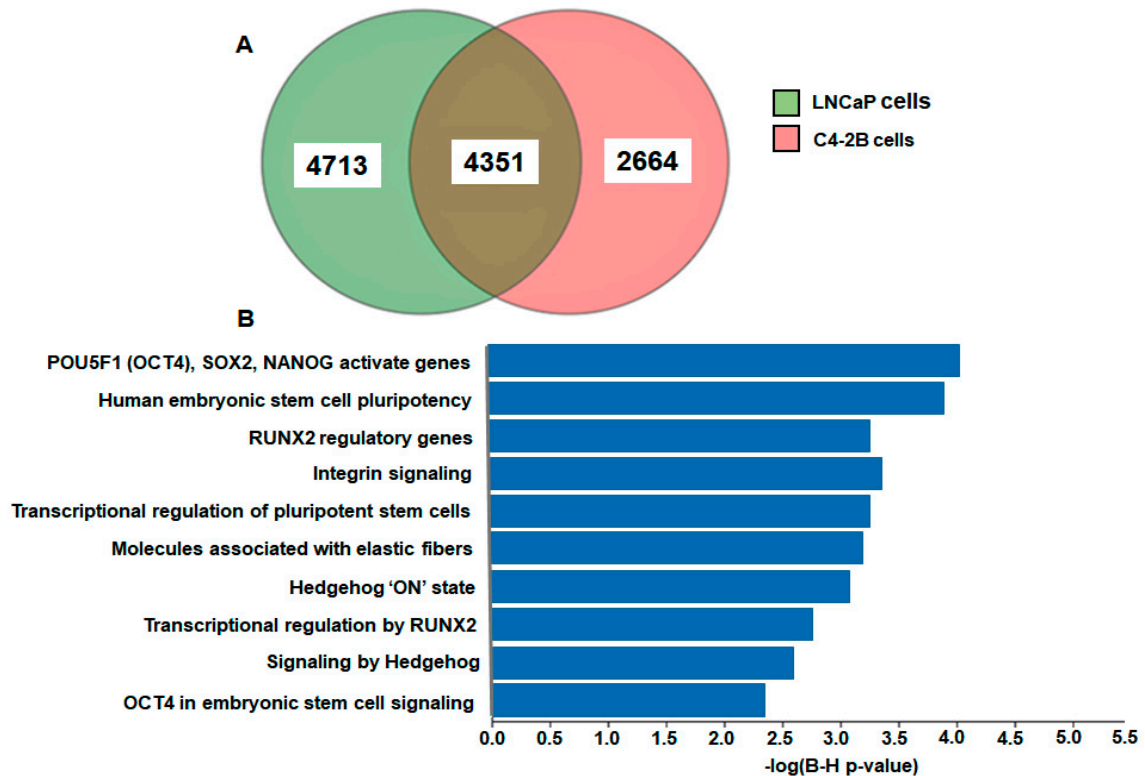 A
LNCaP cells
C4-2B cells
4713
4351
2664
B
POU5F1 (OCT4), SOX2, NANOG activate genes
Human embryonic stem cell pluripotency
RUNX2 regulatory genes
Integrin signaling
Transcriptional regulation of pluripotent stem cells
Molecules associated with elastic fibers
Hedgehog ‘ON’ state
Transcriptional regulation by RUNX2
Signaling by Hedgehog
OCT4 in embryonic stem cell signaling
0.0 0.5 1.0 1.5 2.0 2.5 3.0 3.5 4.0 4.5 5.0 5.5
-log(B-H p-value)